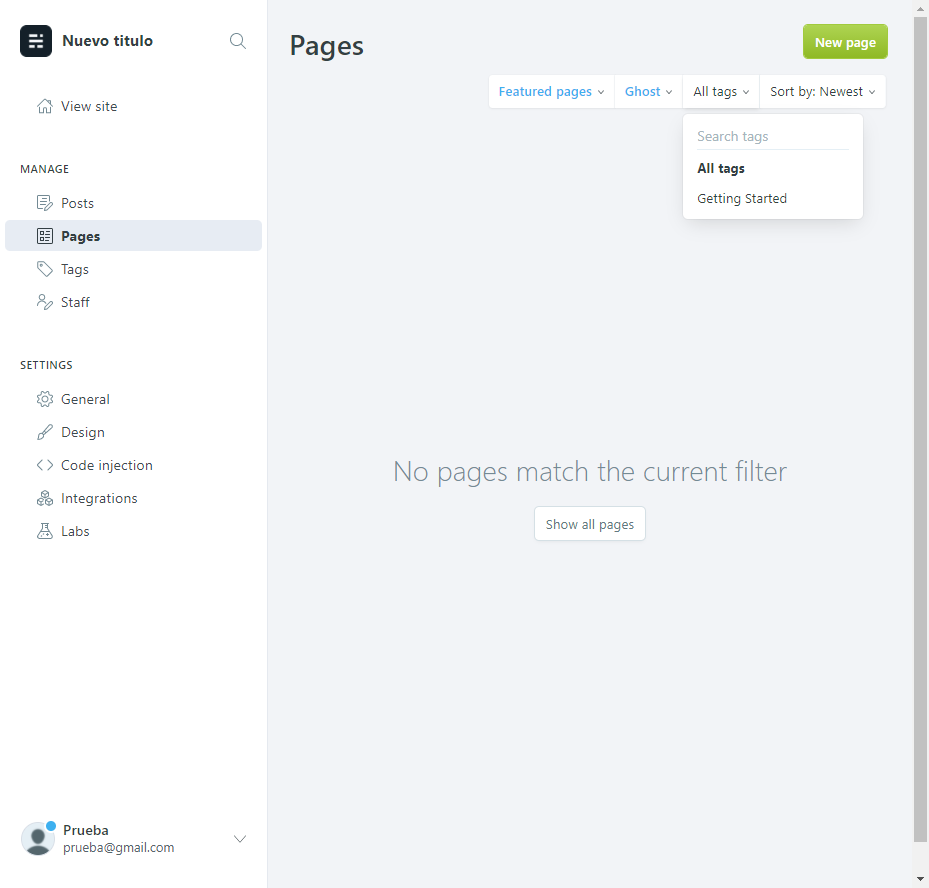 Nuevo titulo
View site
MANAGE
Posts
Pages
Tags
Staff
SETTINGS
General
Design
Code injection
Integrations
Labs
Prueba
prueba@gmail.com
Pages
New page
Featured pages
Ghost
All tags
Sort by: Newest
Search tags
All tags
Getting Started
No pages match the current filter
Show all pages